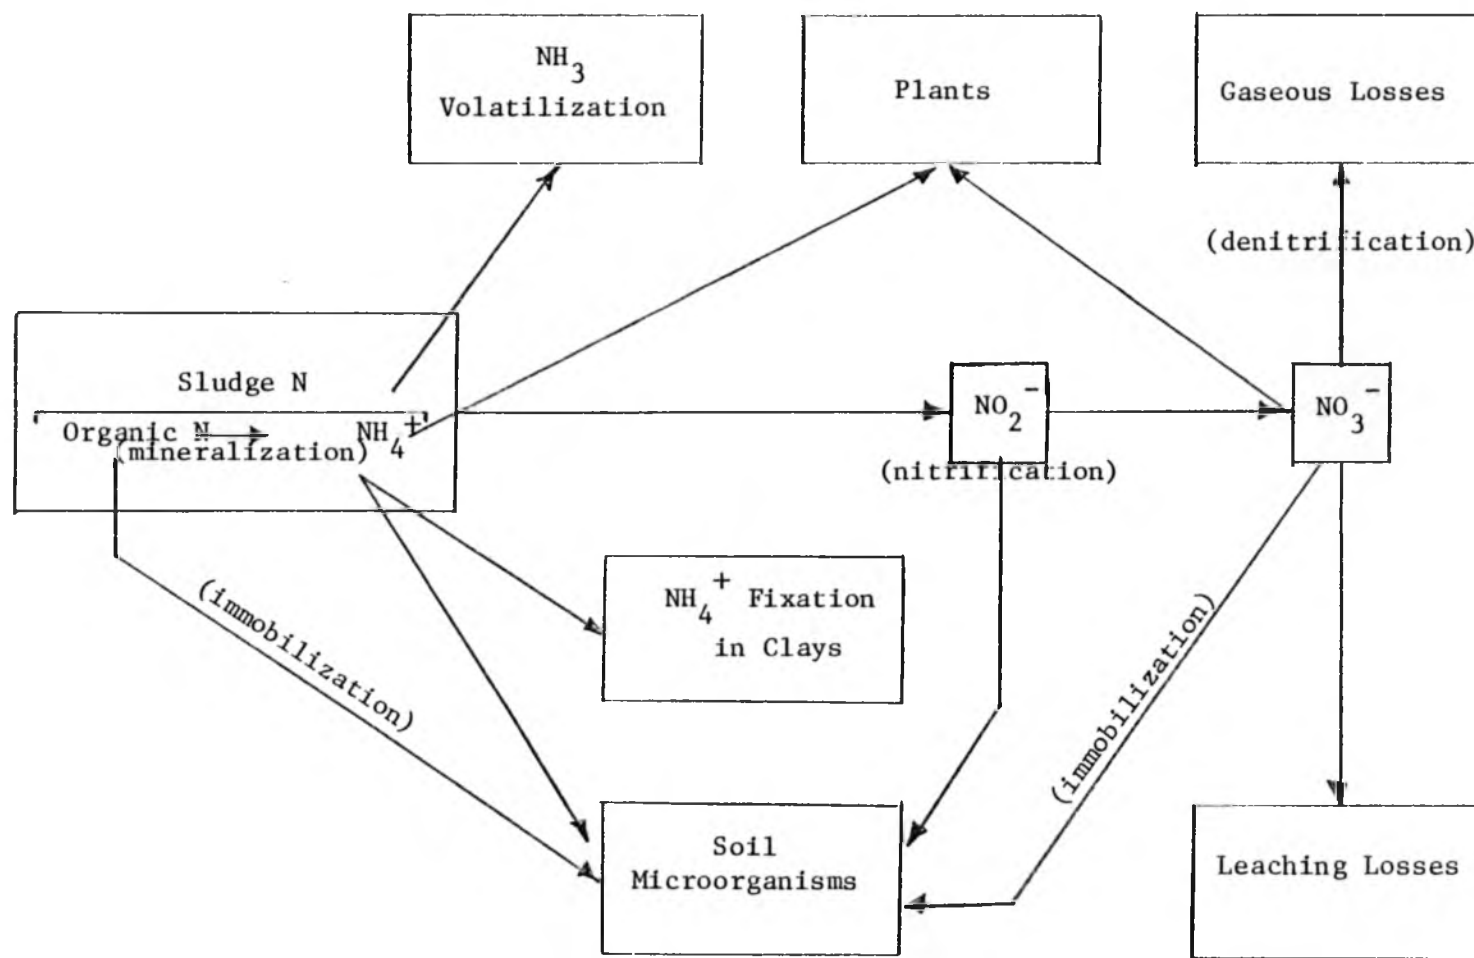 NH₃
Volatilization
Plants
Gaseous Losses
(denitrification)
Sludge N
Organic N
NH₄⁺
(mineralization)
NO₂⁻
NO₃⁻
(nitrification)
NH₄⁺ Fixation
in Clays
(immobilization)
(immobilization)
Soil
Microorganisms
Leaching Losses